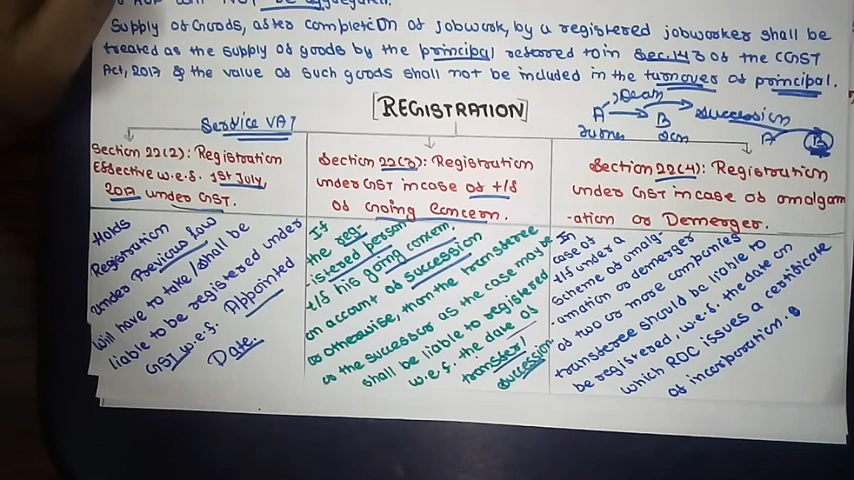 Supply of Goods, after completion of jobwork, by a registered jobworker shall be
treated as the supply of goods by the principal referred to in Sec. 143 of the CGST
Act, 2017 & the value of such goods shall not be included in the turnover of principal.
[REGISTRATION]
Service VAT
Death
A B
succession
A B
Section 22(2): Registration
Effective w.e.f. 1st July,
2017 under GST.
Holds
Registration
under Previous Law
will have to take/shall be
liable to be registered under
GST w.e.f. Appointed
Date.
Section 22(3): Registration
under GST incase of t/f
of Going Concern.
If
the reg-
-istered person
t/f his going concern,
on account of succession
or otherwise, than the transferee
or the successor as the case may be
shall be liable to registered
w.e.f. the date of
transfer/
succession.
Section 22(4): Registration
under GST in case of amalgam
-ation or Demerger.
In
case of
t/f under a
scheme of amalg-
-amation or demerger
of two or more companies
transferee should be liable to
be registered, w.e.f. the date on
which ROC issues a certificate
of incorporation.